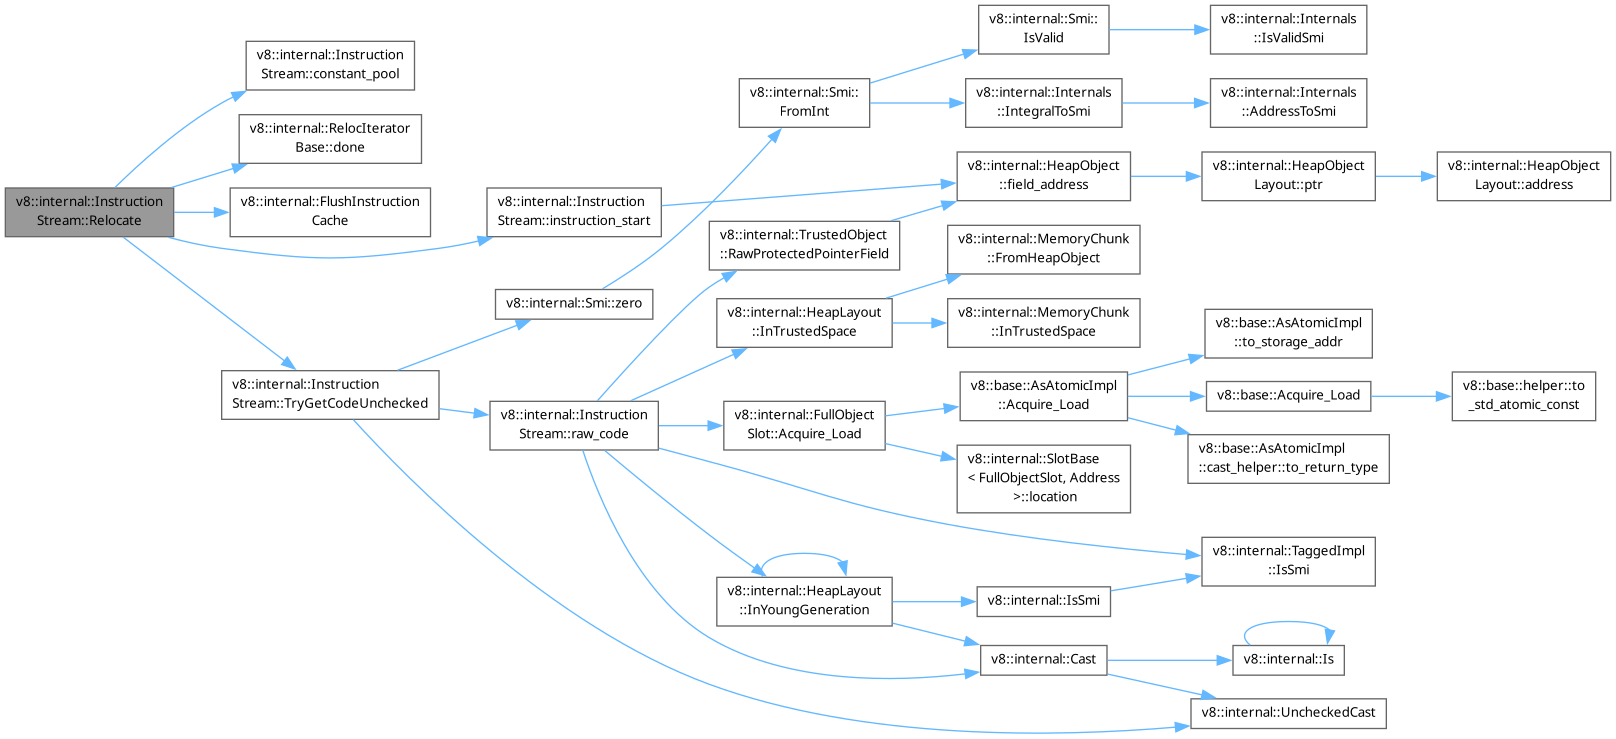 v8::internal::Instruction
Stream::Relocate
v8::internal::Instruction
Stream::constant_pool
v8::internal::RelocIterator
Base::done
v8::internal::FlushInstruction
Cache
v8::internal::Instruction
Stream::instruction_start
v8::internal::HeapObject
::field_address
v8::internal::HeapObject
Layout::ptr
v8::internal::HeapObject
Layout::address
v8::internal::Instruction
Stream::TryGetCodeUnchecked
v8::internal::Smi::zero
v8::internal::Smi::
FromInt
v8::internal::Smi::
IsValid
v8::internal::Internals
::IsValidSmi
v8::internal::Internals
::IntegralToSmi
v8::internal::Internals
::AddressToSmi
v8::internal::Instruction
Stream::raw_code
v8::internal::TrustedObject
::RawProtectedPointerField
v8::internal::HeapLayout
::InTrustedSpace
v8::internal::MemoryChunk
::FromHeapObject
v8::internal::MemoryChunk
::InTrustedSpace
v8::internal::FullObject
Slot::Acquire_Load
v8::base::AsAtomicImpl
::Acquire_Load
v8::base::AsAtomicImpl
::to_storage_addr
v8::base::Acquire_Load
v8::base::helper::to
_std_atomic_const
v8::base::AsAtomicImpl
::cast_helper::to_return_type
v8::internal::SlotBase
< FullObjectSlot, Address
>::location
v8::internal::TaggedImpl
::IsSmi
v8::internal::HeapLayout
::InYoungGeneration
v8::internal::IsSmi
v8::internal::Cast
v8::internal::Is
v8::internal::UncheckedCast